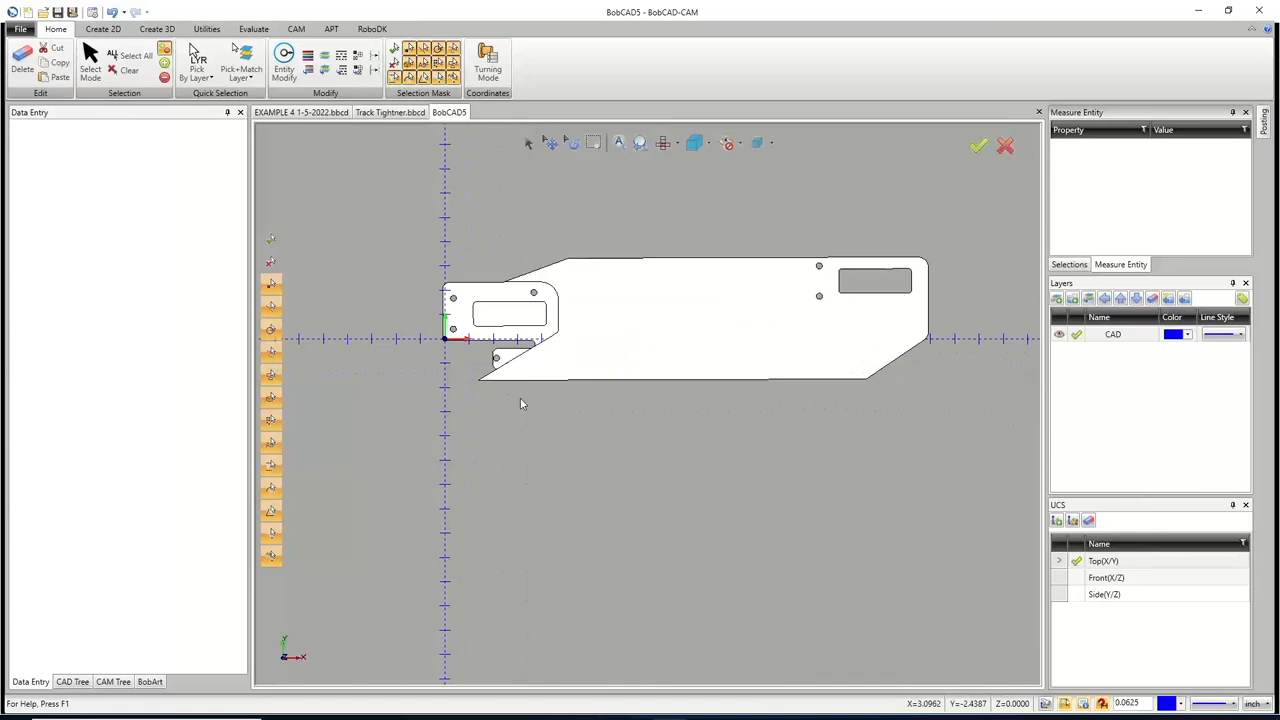 BobCAD5 - BobCAD-CAM
File Home Create 2D Create 3D Utilities Evaluate CAM APT RoboDK
Delete
Cut
Copy
Paste
Select Mode
Select All
Clear
LYR
Pick By Layer
Pick+Match Layer
Entity Modify
Turning Mode
Edit Selection Quick Selection Modify Selection Mask Coordinates
Data Entry
EXAMPLE 4 1-5-2022.bbcd Track Tightner.bbcd BobCAD5
Measure Entity
Property Value
Posting
Selections Measure Entity
Layers
Name Color Line Style
CAD
UCS
Name
Top(X/Y)
Front(X/Z)
Side(Y/Z)
Y
Z X
Data Entry CAD Tree CAM Tree BobArt
For Help, Press F1
X=3.0962 Y=-2.4387 Z=0.0000
0.0625
inch